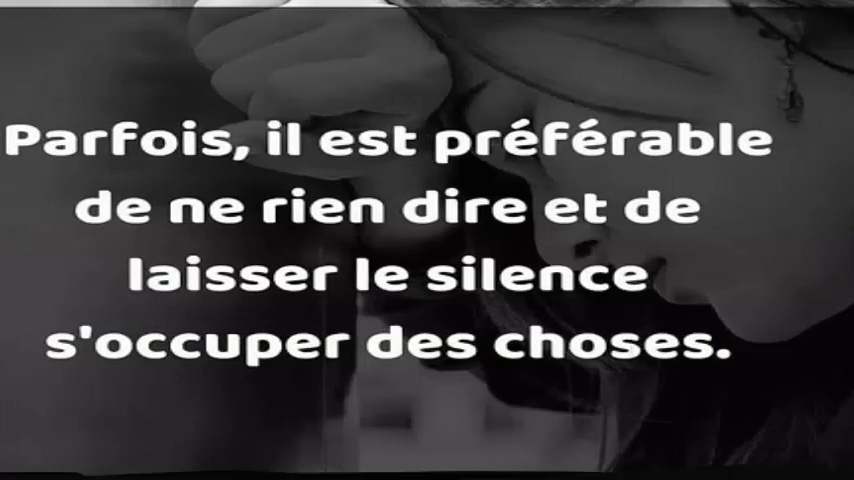 Parfois, il est préférable
de ne rien dire et de
laisser le silence
s'occuper des choses.